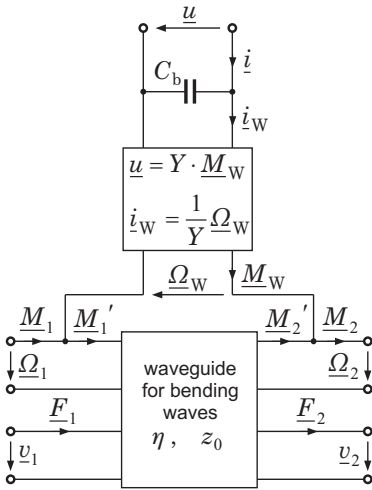 u
i
C_b
i_W
u = Y · M_W
i_W = 1/Y Ω_W
Ω_W M_W
M_1 M_1′ M_2′ M_2
Ω_1 waveguide Ω_2
for bending
F_1 waves F_2
v_1 η , z_0 v_2